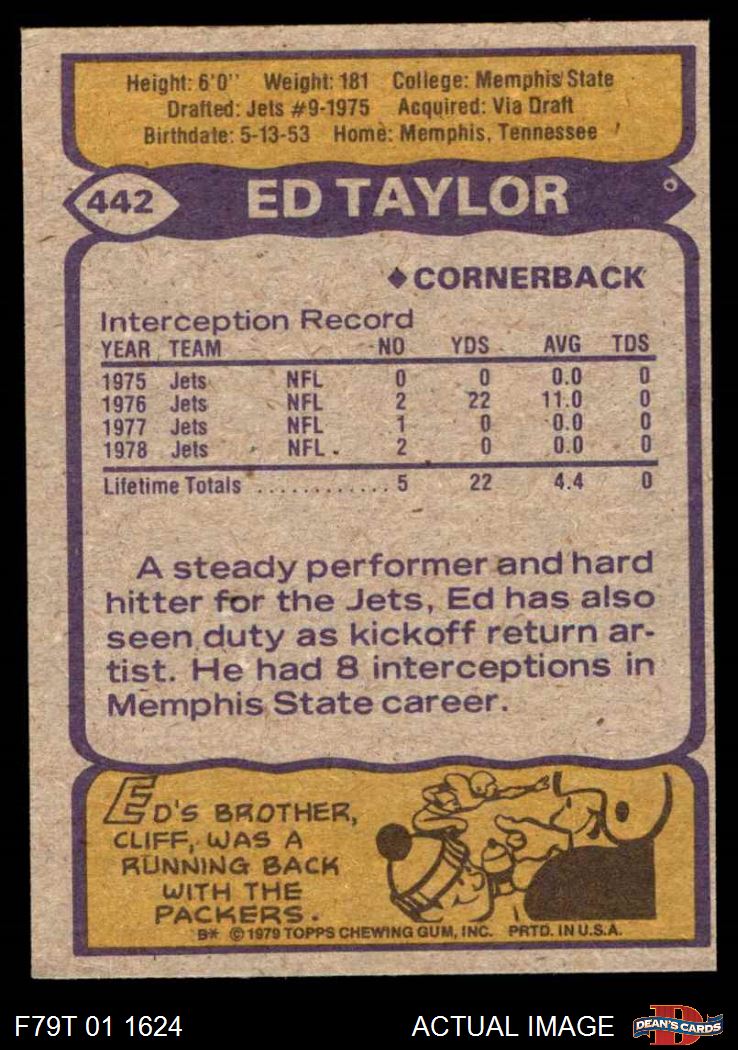 Height: 6'0" Weight: 181 College: Memphis State
Drafted: Jets #9-1975 Acquired: Via Draft
Birthdate: 5-13-53 Home: Memphis, Tennessee
442 ED TAYLOR
◆CORNERBACK
Interception Record
YEAR TEAM NO YDS AVG TDS
1975 Jets NFL 0 0 0.0 0
1976 Jets NFL 2 22 11.0 0
1977 Jets NFL 1 0 0.0 0
1978 Jets NFL 2 0 0.0 0
Lifetime Totals ............ 5 22 4.4 0
A steady performer and hard
hitter for the Jets, Ed has also
seen duty as kickoff return ar-
tist. He had 8 interceptions in
Memphis State career.
ED'S BROTHER,
CLIFF, WAS A
RUNNING BACK
WITH THE
PACKERS.
B* © 1979 TOPPS CHEWING GUM, INC. PRTD. IN U.S.A.
F79T 01 1624 ACTUAL IMAGE D DEAN'S CARDS